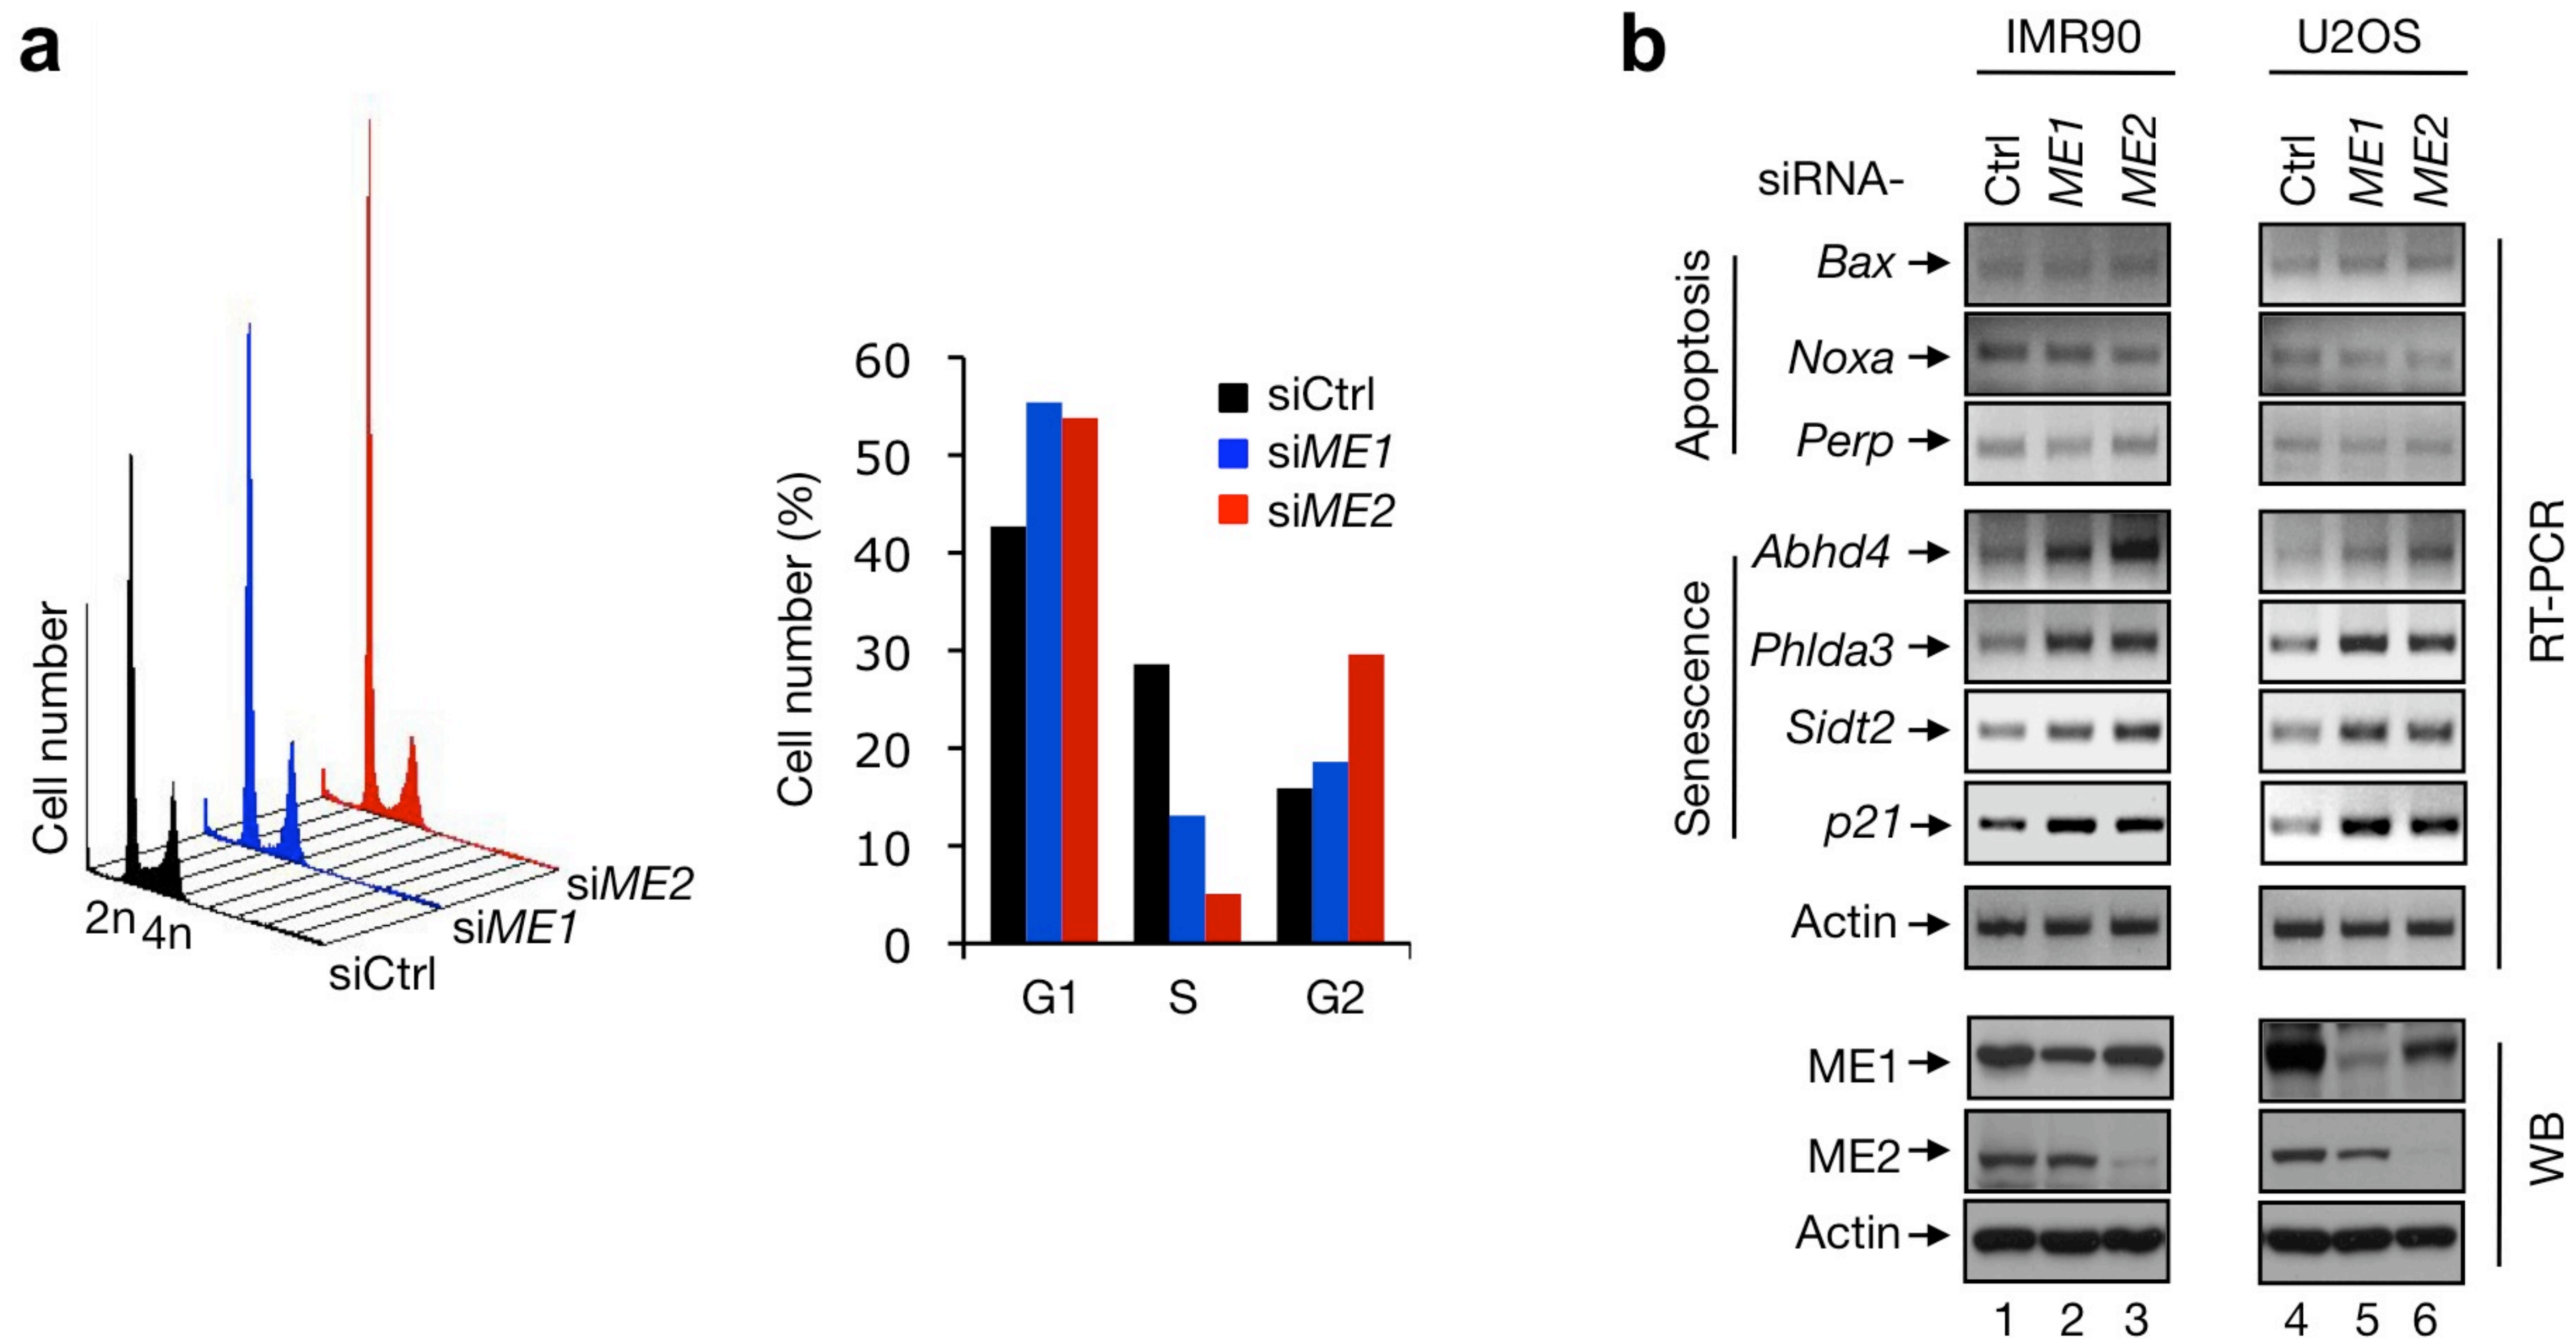 a
Cell number
2n
4n
siCtrl
siME1
siME2
Cell number (%)
60
50
40
30
20
10
0
G1
S
G2
siCtrl
siME1
siME2
b
IMR90
U2OS
siRNA-
Ctrl
ME1
ME2
Ctrl
ME1
ME2
Apoptosis
Bax
Noxa
Perp
Senescence
Abhd4
Phlda3
Sidt2
p21
Actin
RT-PCR
ME1
ME2
Actin
WB
1 2 3 4 5 6